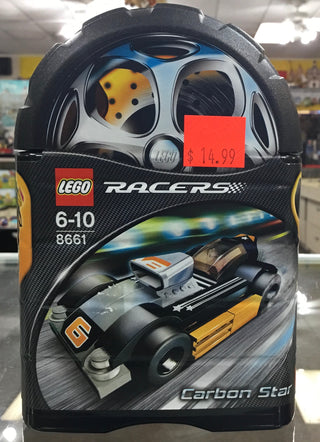 LEGO
$ 14.99
LEGO RACERS
6-10
8661
6
Carbon Star